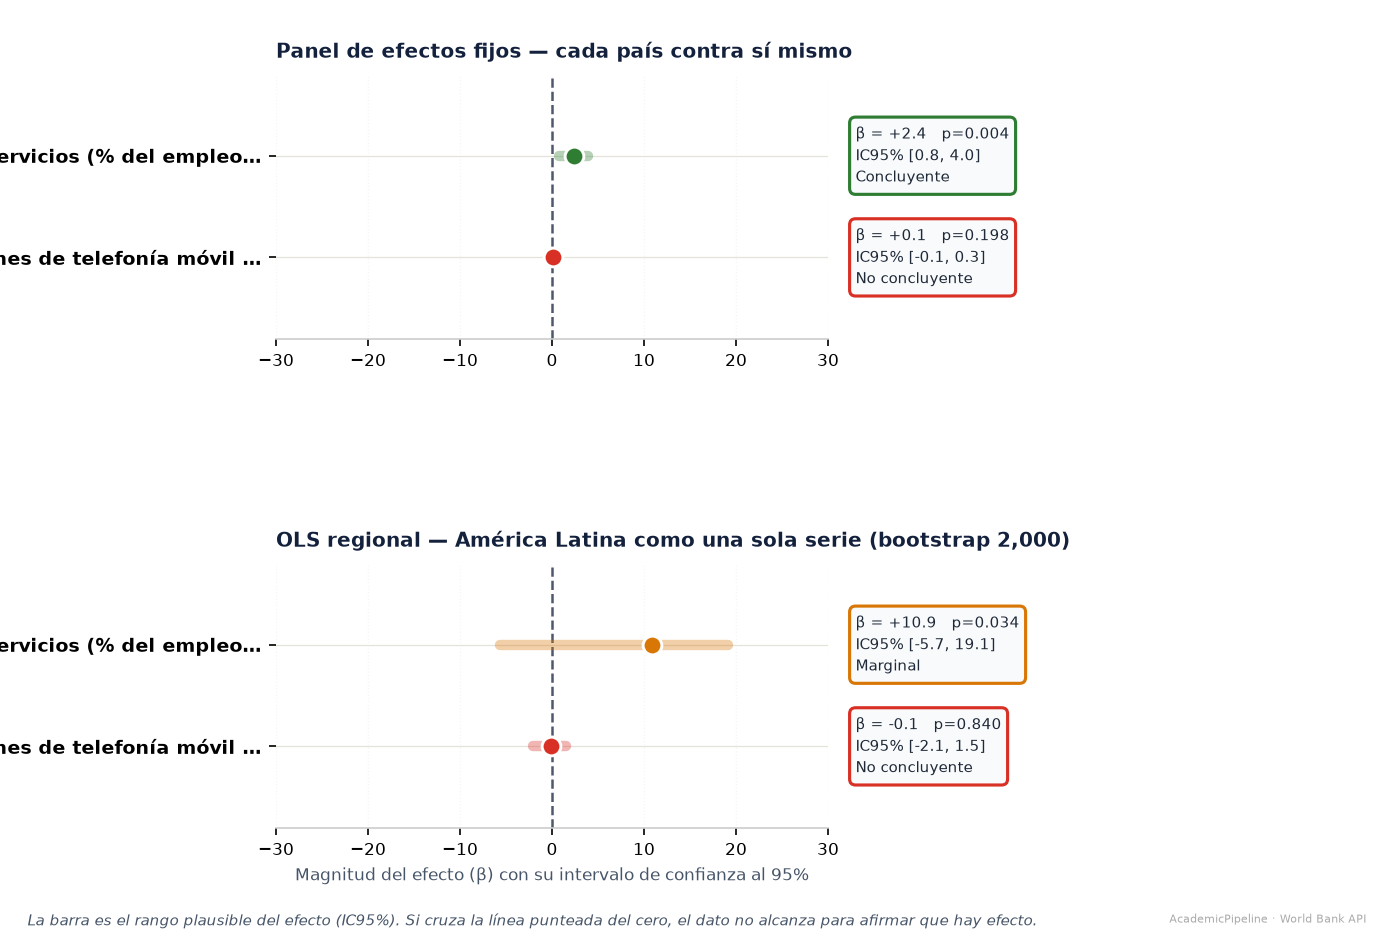 Panel de efectos fijos — cada país contra sí mismo
ervicios (% del empleo…
β = +2.4   p=0.004
IC95% [0.8, 4.0]
Concluyente
nes de telefonía móvil …
β = +0.1   p=0.198
IC95% [-0.1, 0.3]
No concluyente
−30 −20 −10 0 10 20 30
OLS regional — América Latina como una sola serie (bootstrap 2,000)
ervicios (% del empleo…
β = +10.9   p=0.034
IC95% [-5.7, 19.1]
Marginal
nes de telefonía móvil …
β = -0.1   p=0.840
IC95% [-2.1, 1.5]
No concluyente
−30 −20 −10 0 10 20 30
Magnitud del efecto (β) con su intervalo de confianza al 95%
La barra es el rango plausible del efecto (IC95%). Si cruza la línea punteada del cero, el dato no alcanza para afirmar que hay efecto.
AcademicPipeline · World Bank API